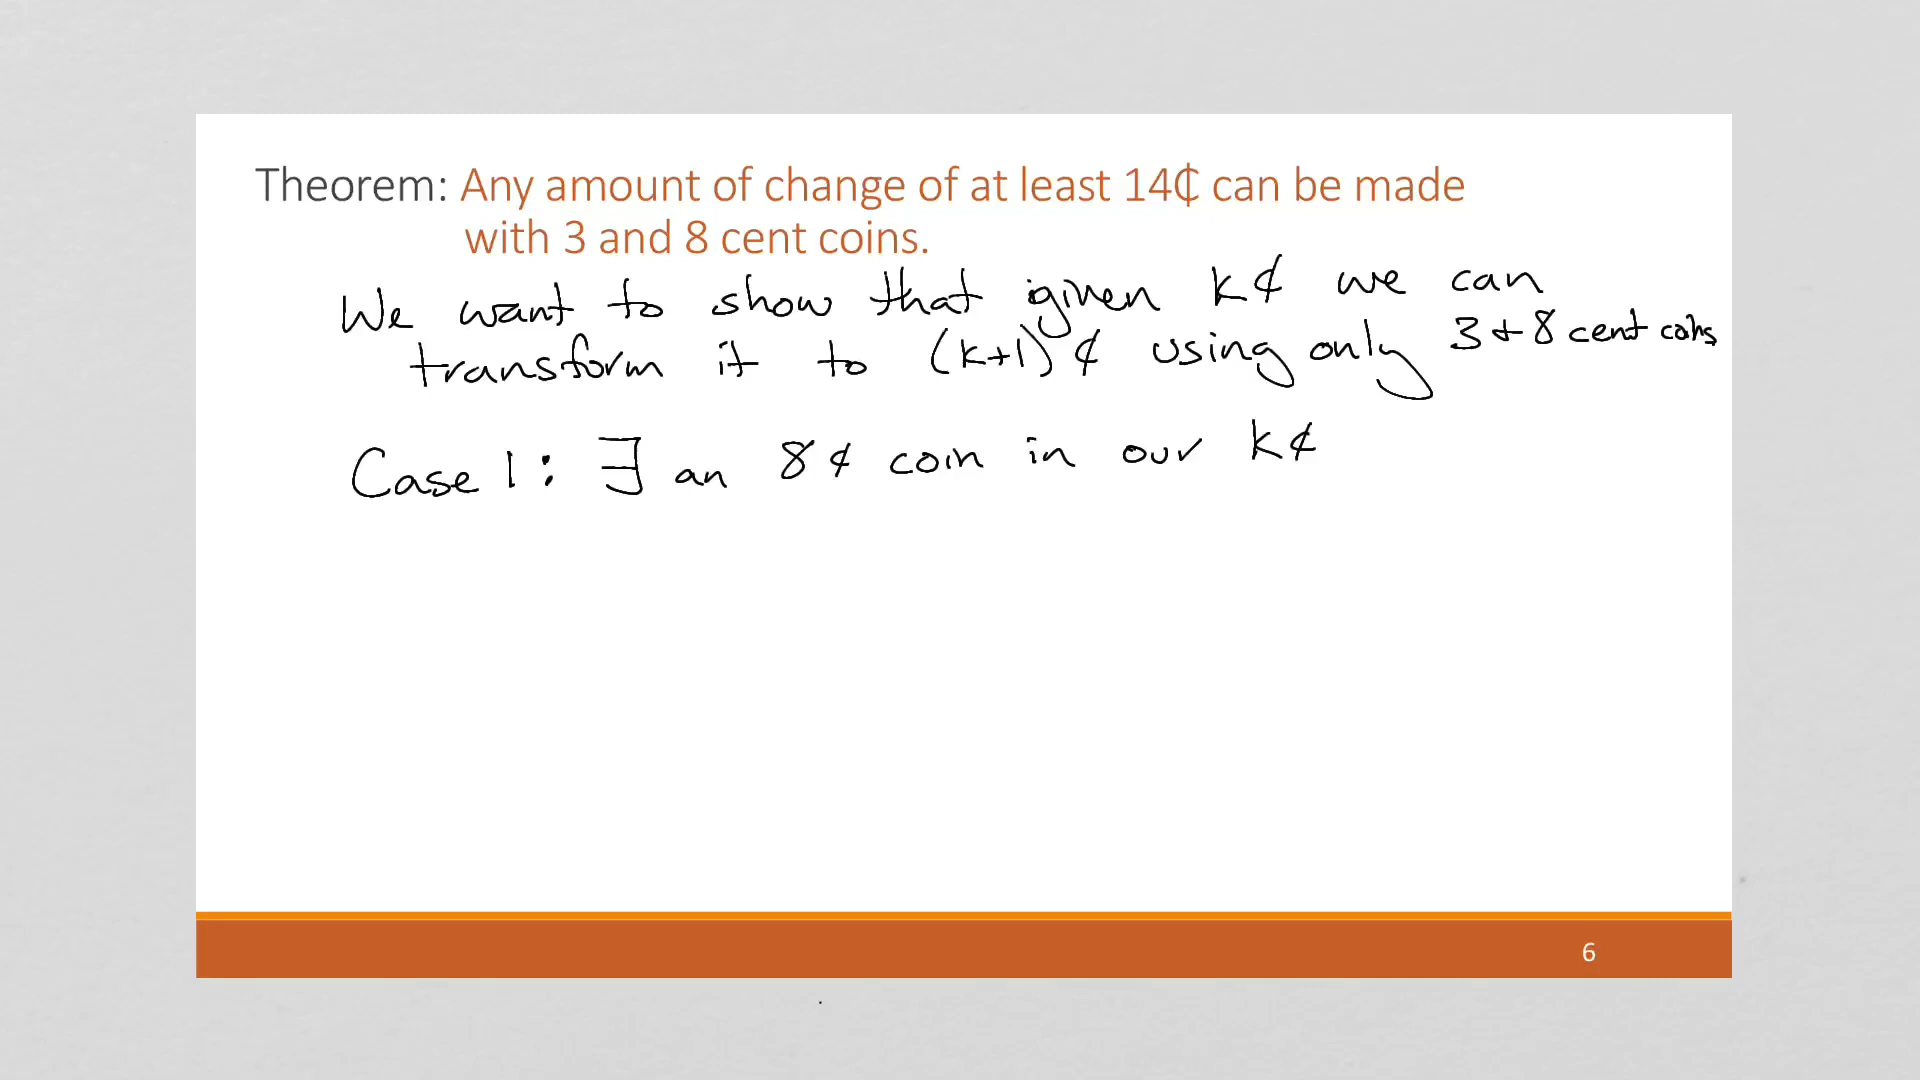 Theorem: Any amount of change of at least 14₵ can be made
with 3 and 8 cent coins.
We want to show that given k¢ we can
transform it to (k+1)¢ using only 3 + 8 cent coins
Case 1: ∃ an 8¢ coin in our k¢
6